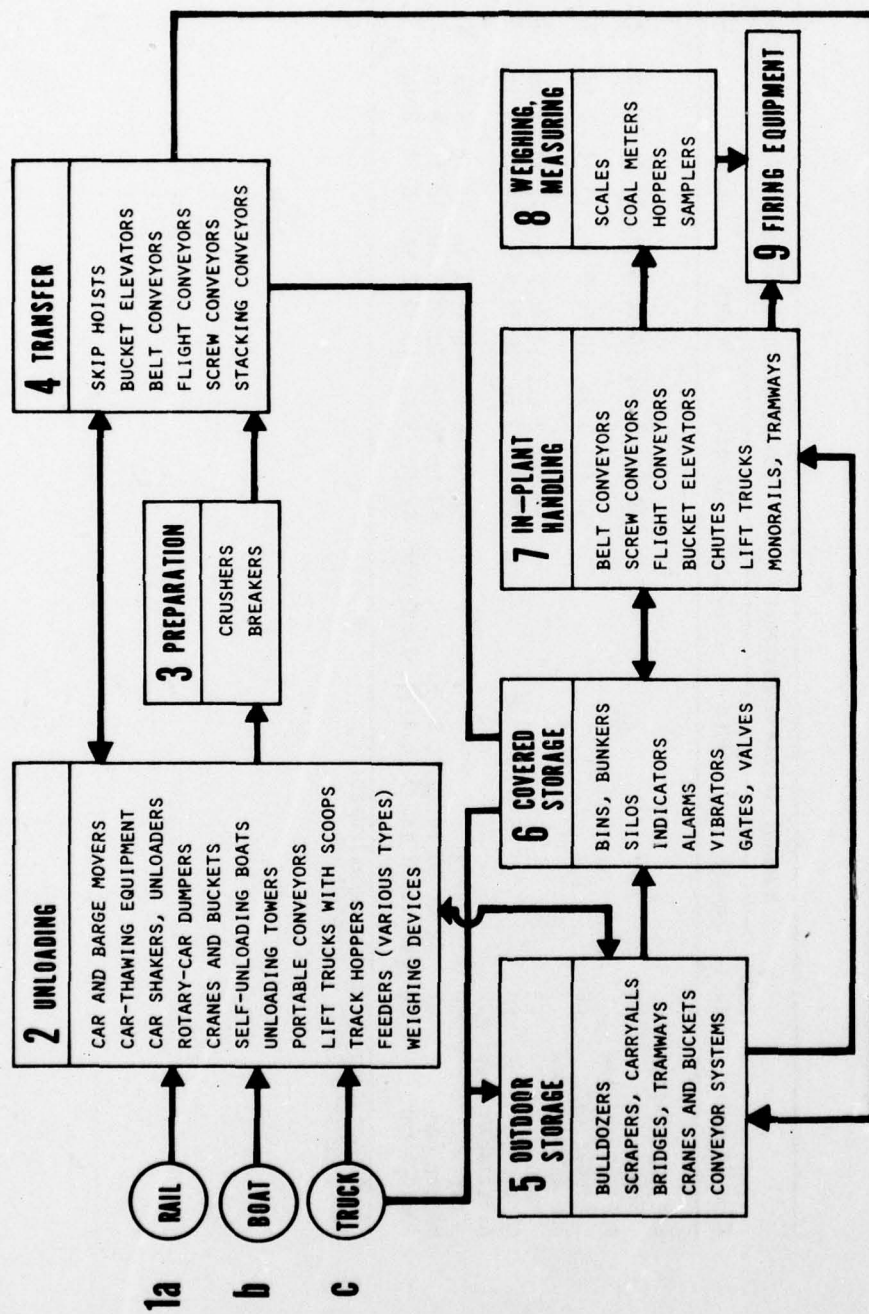 1a
RAIL
b
BOAT
c
TRUCK
2 UNLOADING
CAR AND BARGE MOVERS
CAR-THAWING EQUIPMENT
CAR SHAKERS, UNLOADERS
ROTARY-CAR DUMPERS
CRANES AND BUCKETS
SELF-UNLOADING BOATS
UNLOADING TOWERS
PORTABLE CONVEYORS
LIFT TRUCKS WITH SCOOPS
TRACK HOPPERS
FEEDERS (VARIOUS TYPES)
WEIGHING DEVICES
3 PREPARATION
CRUSHERS
BREAKERS
4 TRANSFER
SKIP HOISTS
BUCKET ELEVATORS
BELT CONVEYORS
FLIGHT CONVEYORS
SCREW CONVEYORS
STACKING CONVEYORS
5 OUTDOOR
STORAGE
BULLDOZERS
SCRAPERS, CARRYALLS
BRIDGES, TRAMWAYS
CRANES AND BUCKETS
CONVEYOR SYSTEMS
6 COVERED
STORAGE
BINS, BUNKERS
SILOS
INDICATORS
ALARMS
VIBRATORS
GATES, VALVES
7 IN-PLANT
HANDLING
BELT CONVEYORS
SCREW CONVEYORS
FLIGHT CONVEYORS
BUCKET ELEVATORS
CHUTES
LIFT TRUCKS
MONORAILS, TRAMWAYS
8 WEIGHING,
MEASURING
SCALES
COAL METERS
HOPPERS
SAMPLERS
9 FIRING EQUIPMENT